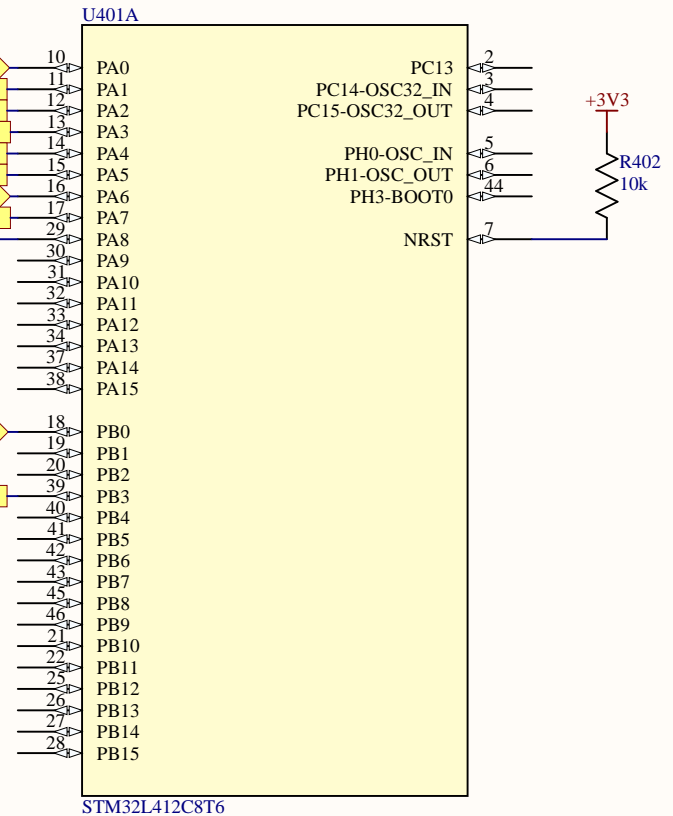 U401A
10 PA0 PC13 2
11 PA1 PC14-OSC32_IN 3
12 PA2 PC15-OSC32_OUT 4
+3V3
13 PA3
14 PA4 PH0-OSC_IN 5
15 PA5 PH1-OSC_OUT 6
R402
16 PA6 PH3-BOOT0 44
10k
17 PA7
29 PA8 NRST 7
30 PA9
31 PA10
32 PA11
33 PA12
34 PA13
37 PA14
38 PA15
18 PB0
19 PB1
20 PB2
39 PB3
40 PB4
41 PB5
42 PB6
43 PB7
45 PB8
46 PB9
21 PB10
22 PB11
25 PB12
26 PB13
27 PB14
28 PB15
STM32L412C8T6